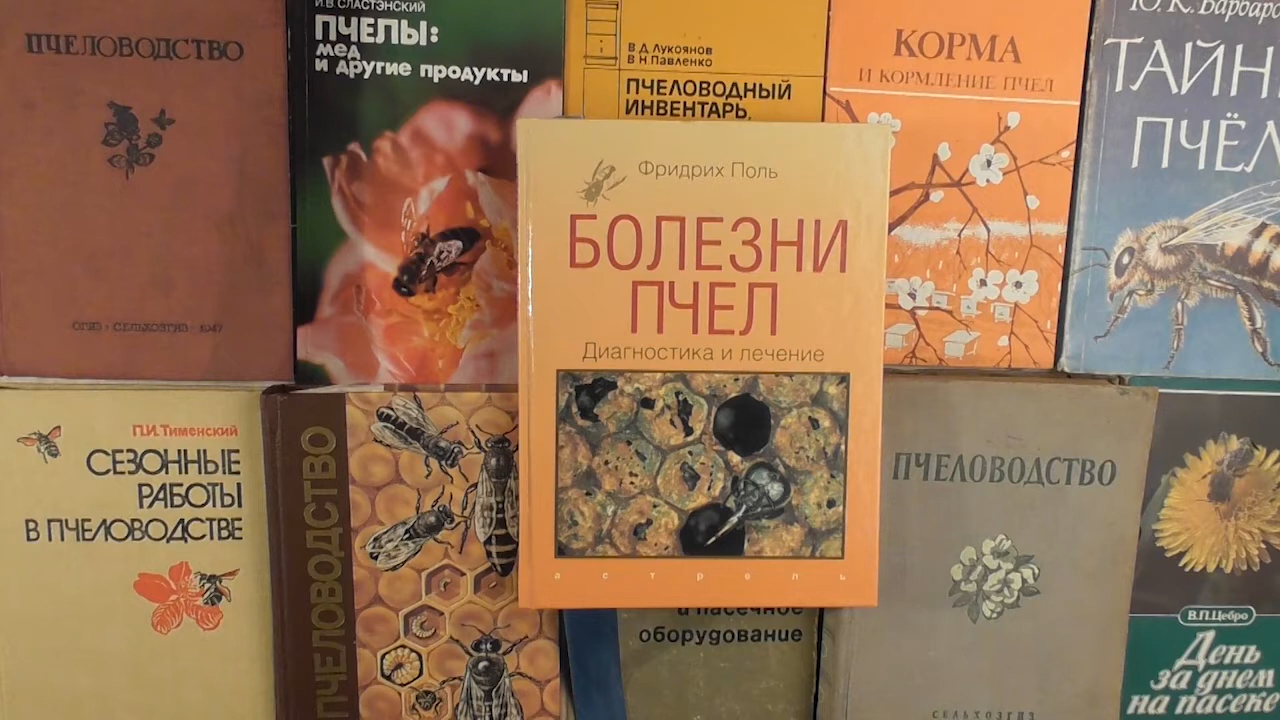 ПЧЕЛОВОДСТВО
ОГИЗ · СЕЛЬХОЗГИЗ · 1947
И.В. СЛАСТЭНСКИЙ
ПЧЕЛЫ:
мед
и другие продукты
В.Д. Лукоянов
В.Н. Павленко
ПЧЕЛОВОДНЫЙ
ИНВЕНТАРЬ,
КОРМА
И КОРМЛЕНИЕ ПЧЕЛ
ТАЙН
ПЧЁЛ
Фридрих Поль
БОЛЕЗНИ
ПЧЕЛ
Диагностика и лечение
астрель
П.И. Тименский
СЕЗОННЫЕ
РАБОТЫ
В ПЧЕЛОВОДСТВЕ
ПЧЕЛОВОДСТВО
и пасечное
оборудование
ПЧЕЛОВОДСТВО
СЕЛЬХОЗГИЗ
В.П. Цебро
День
за днем
на пасеке